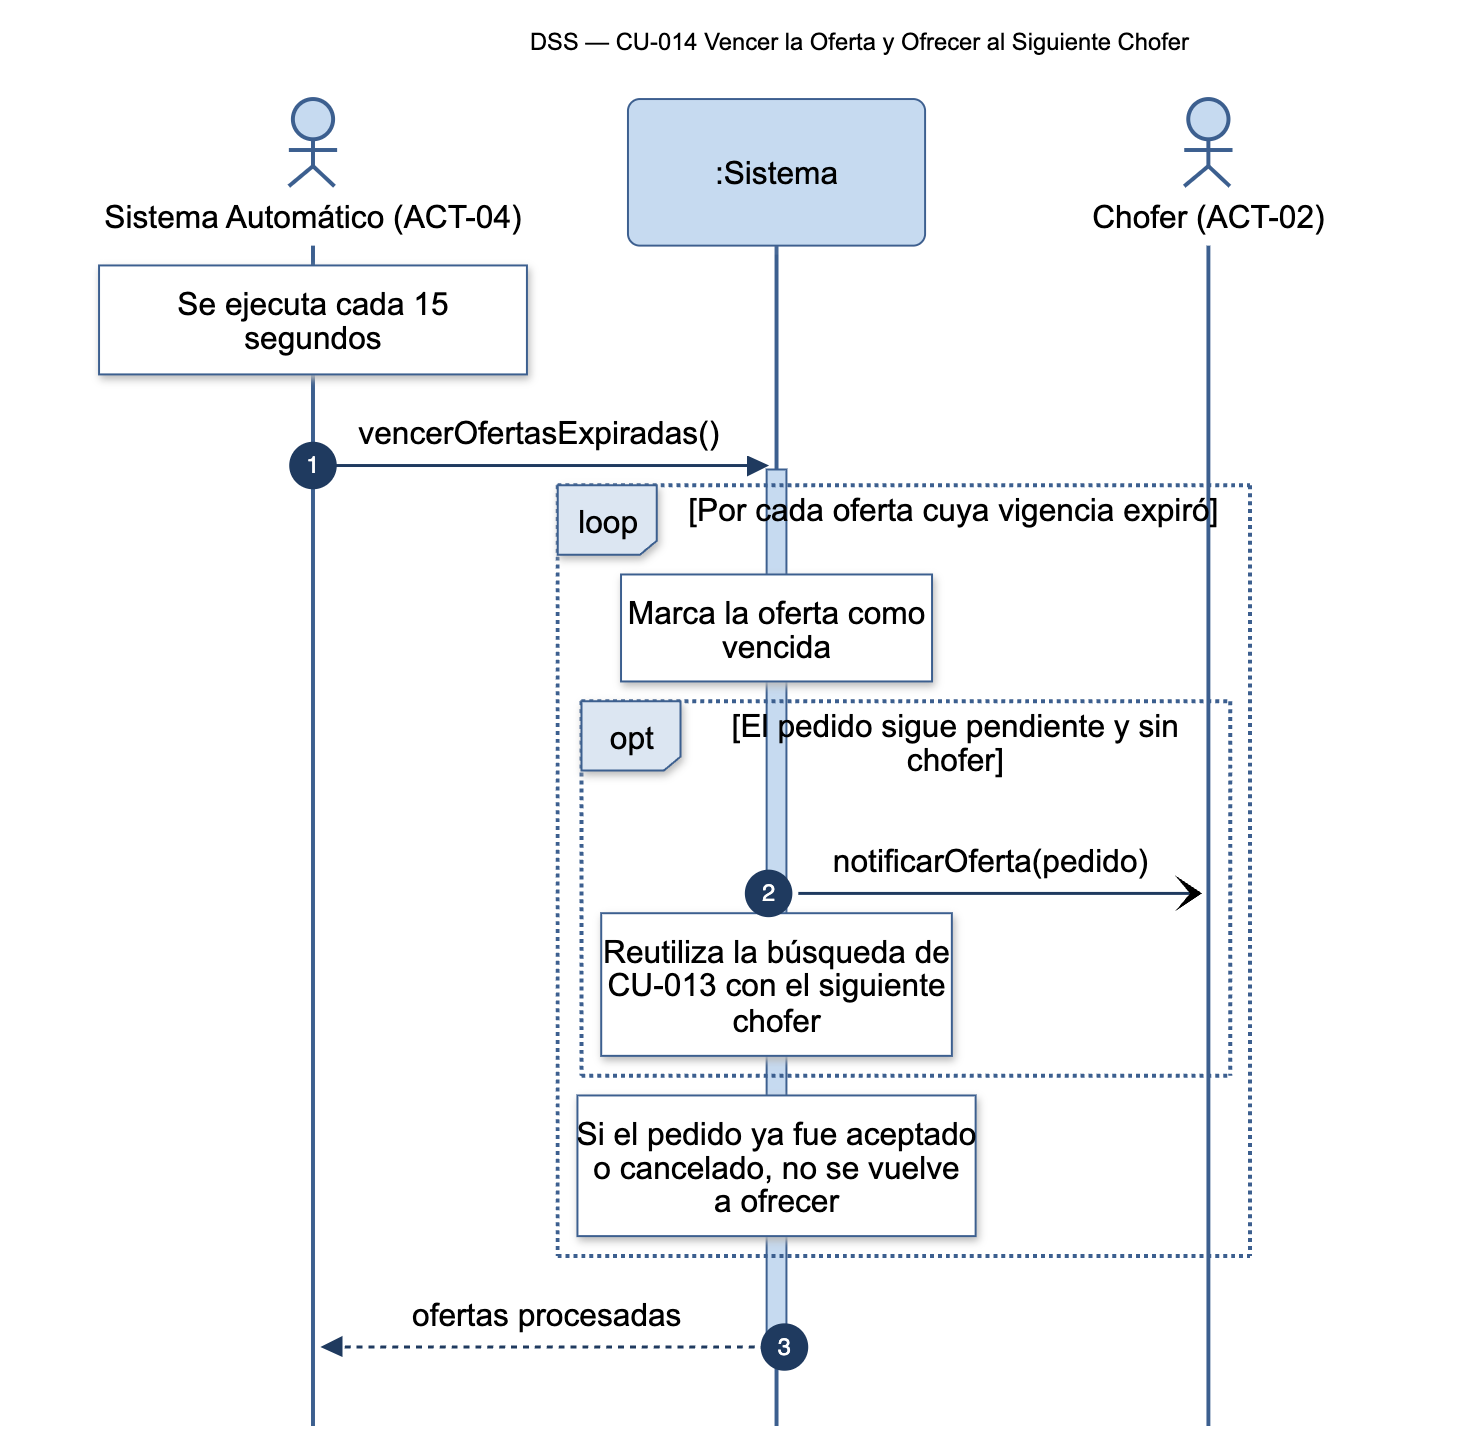 DSS — CU-014 Vencer la Oferta y Ofrecer al Siguiente Chofer
:Sistema
Sistema Automático (ACT-04)
Chofer (ACT-02)
Se ejecuta cada 15
segundos
vencerOfertasExpiradas()
1
loop
[Por cada oferta cuya vigencia expiró]
Marca la oferta como
vencida
opt
[El pedido sigue pendiente y sin
chofer]
notificarOferta(pedido)
2
Reutiliza la búsqueda de
CU-013 con el siguiente
chofer
Si el pedido ya fue aceptado
o cancelado, no se vuelve
a ofrecer
ofertas procesadas
3